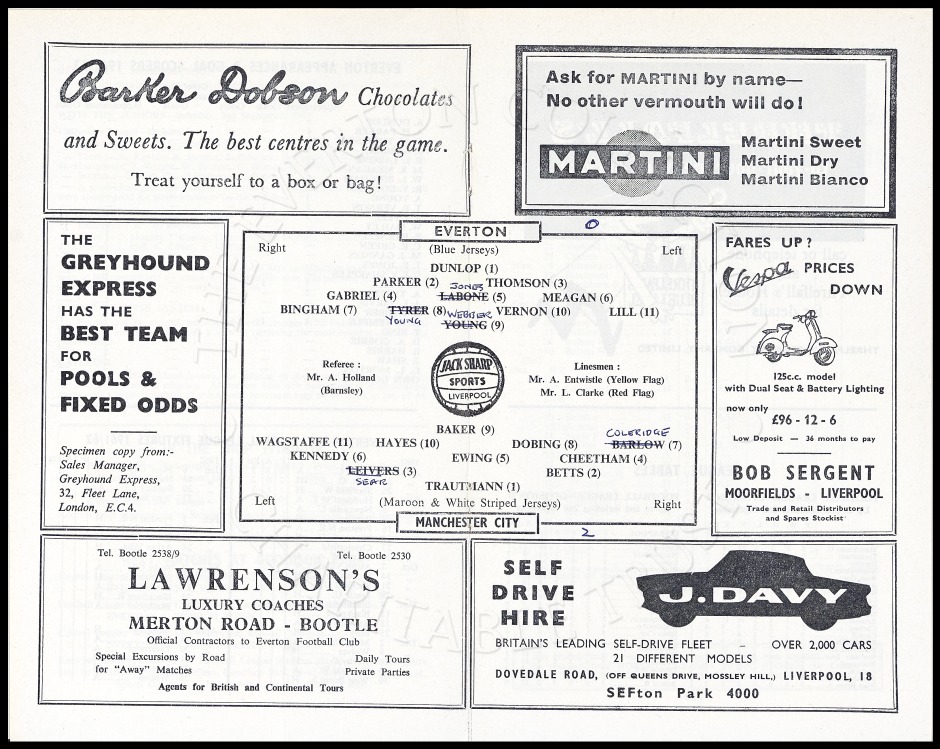 Barker Dobson Chocolates
and Sweets. The best centres in the game.
Treat yourself to a box or bag!
Ask for MARTINI by name—
No other vermouth will do!
MARTINI
Martini Sweet
Martini Dry
Martini Bianco
THE
GREYHOUND
EXPRESS
HAS THE
BEST TEAM
FOR
POOLS &
FIXED ODDS
Specimen copy from:-
Sales Manager,
Greyhound Express,
32, Fleet Lane,
London, E.C.4.
EVERTON 0
Right (Blue Jerseys) Left
DUNLOP (1)
PARKER (2) JONES THOMSON (3)
GABRIEL (4) LABONE (5) MEAGAN (6)
BINGHAM (7) TYRER (8) WEBSTER VERNON (10) LILL (11)
YOUNG YOUNG (9)
Referee :
Mr. A. Holland
(Barnsley)
JACK SHARP
SPORTS
LIVERPOOL
Linesmen :
Mr. A. Entwistle (Yellow Flag)
Mr. L. Clarke (Red Flag)
BAKER (9)
COLERIDGE
WAGSTAFFE (11) HAYES (10) DOBING (8) BARLOW (7)
KENNEDY (6) EWING (5) CHEETHAM (4)
LEIVERS (3) BETTS (2)
SEAR
TRAUTMANN (1)
Left (Maroon & White Striped Jerseys) Right
MANCHESTER CITY 2
FARES UP?
Vespa PRICES
DOWN
125c.c. model
with Dual Seat & Battery Lighting
now only
£96 - 12 - 6
Low Deposit — 36 months to pay
BOB SERGENT
MOORFIELDS - LIVERPOOL
Trade and Retail Distributors
and Spares Stockist
Tel. Bootle 2538/9 Tel. Bootle 2530
LAWRENSON'S
LUXURY COACHES
MERTON ROAD - BOOTLE
Official Contractors to Everton Football Club
Special Excursions by Road
for "Away" Matches
Daily Tours
Private Parties
Agents for British and Continental Tours
SELF
DRIVE
HIRE
J. DAVY
BRITAIN'S LEADING SELF-DRIVE FLEET – OVER 2,000 CARS
21 DIFFERENT MODELS
DOVEDALE ROAD, (OFF QUEENS DRIVE, MOSSLEY HILL,) LIVERPOOL, 18
SEFton Park 4000